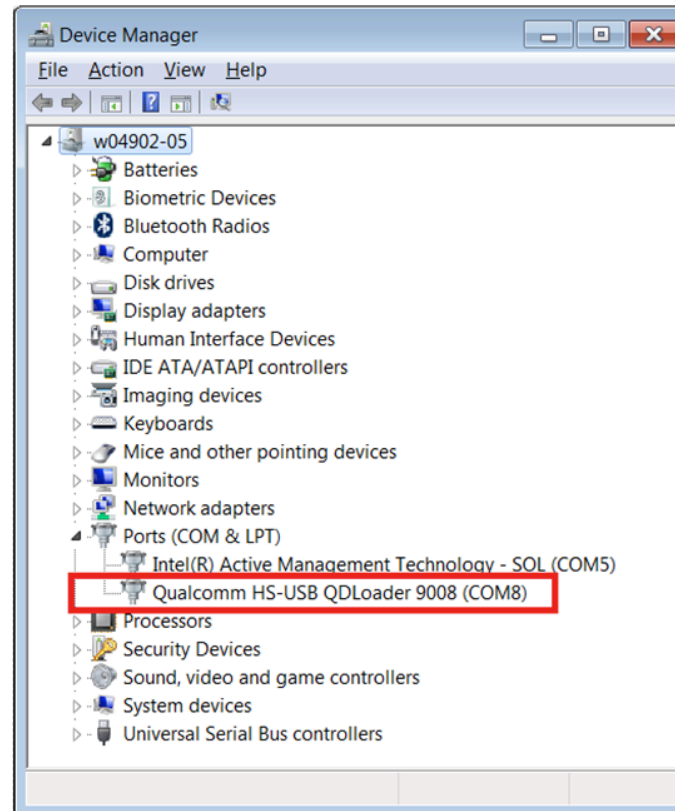 Device Manager
File Action View Help
w04902-05
Batteries
Biometric Devices
Bluetooth Radios
Computer
Disk drives
Display adapters
Human Interface Devices
IDE ATA/ATAPI controllers
Imaging devices
Keyboards
Mice and other pointing devices
Monitors
Network adapters
Ports (COM & LPT)
Intel(R) Active Management Technology - SOL (COM5)
Qualcomm HS-USB QDLoader 9008 (COM8)
Processors
Security Devices
Sound, video and game controllers
System devices
Universal Serial Bus controllers